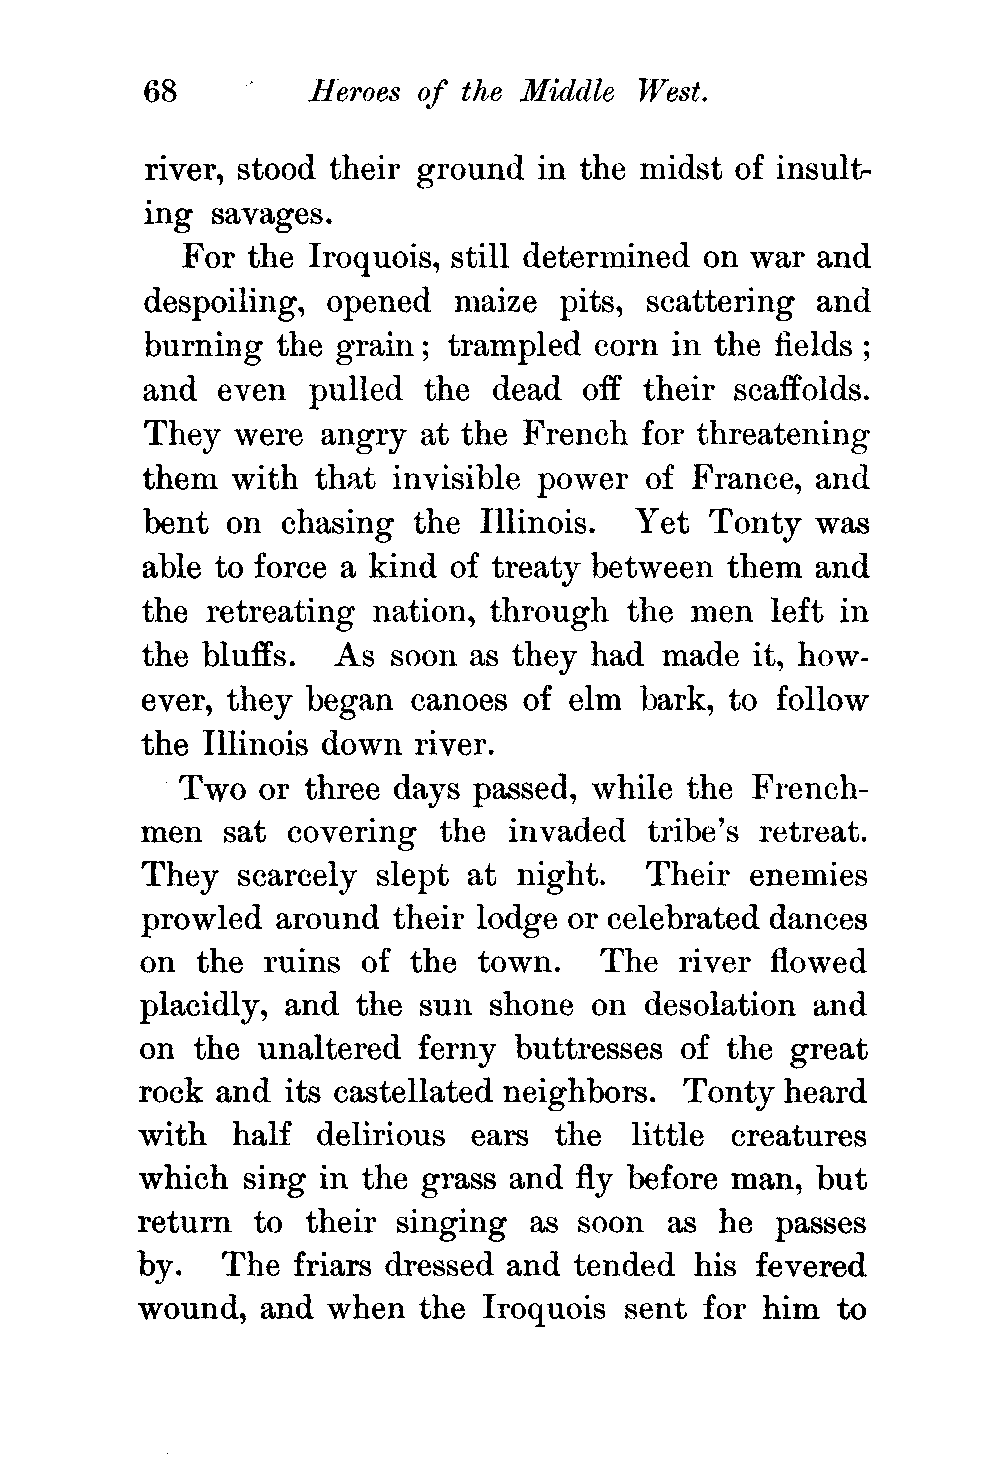 68 Heroes of the Middle West.
river, stood their ground in the midst of insult-
ing savages.
For the Iroquois, still determined on war and
despoiling, opened maize pits, scattering and
burning the grain; trampled corn in the fields;
and even pulled the dead off their scaffolds.
They were angry at the French for threatening
them with that invisible power of France, and
bent on chasing the Illinois. Yet Tonty was
able to force a kind of treaty between them and
the retreating nation, through the men left in
the bluffs. As soon as they had made it, how-
ever, they began canoes of elm bark, to follow
the Illinois down river.
Two or three days passed, while the French-
men sat covering the invaded tribe's retreat.
They scarcely slept at night. Their enemies
prowled around their lodge or celebrated dances
on the ruins of the town. The river flowed
placidly, and the sun shone on desolation and
on the unaltered ferny buttresses of the great
rock and its castellated neighbors. Tonty heard
with half delirious ears the little creatures
which sing in the grass and fly before man, but
return to their singing as soon as he passes
by. The friars dressed and tended his fevered
wound, and when the Iroquois sent for him to